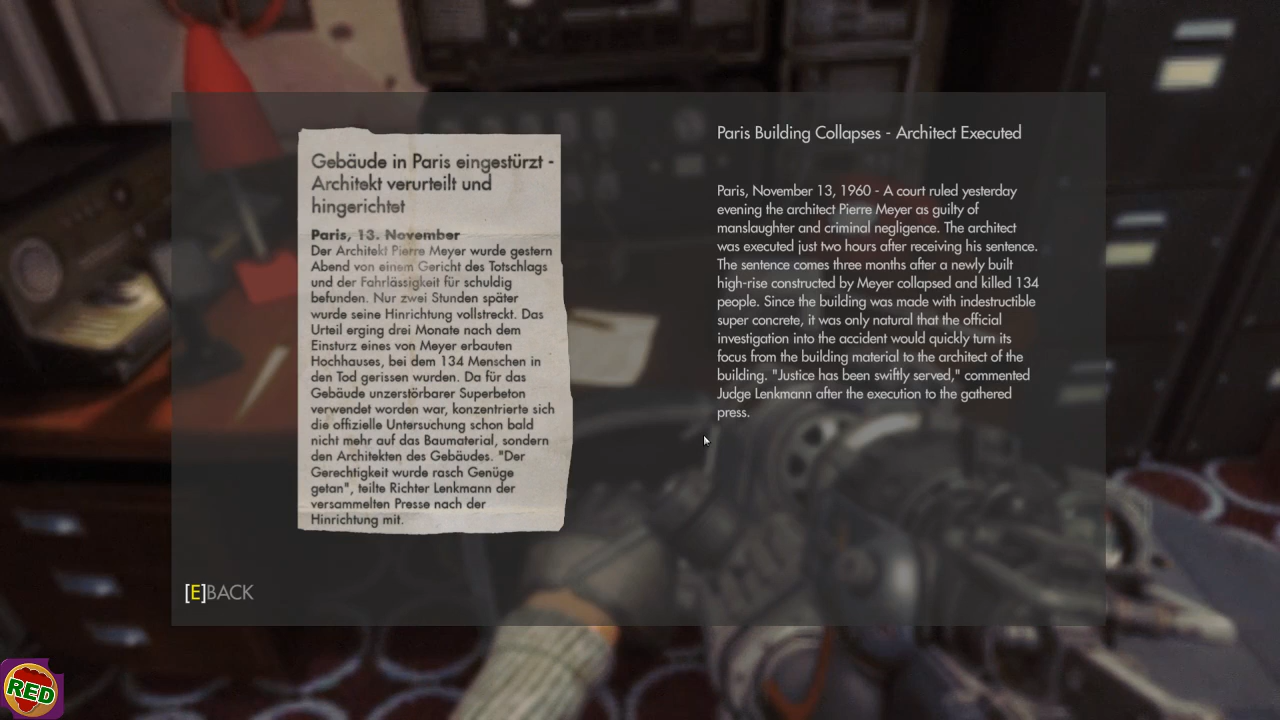 Gebäude in Paris eingestürzt -
Architekt verurteilt und
hingerichtet
Paris, 13. November
Der Architekt Pierre Meyer wurde gestern
Abend von einem Gericht des Totschlags
und der Fahrlässigkeit für schuldig
befunden. Nur zwei Stunden später
wurde seine Hinrichtung vollstreckt. Das
Urteil erging drei Monate nach dem
Einsturz eines von Meyer erbauten
Hochhauses, bei dem 134 Menschen in
den Tod gerissen wurden. Da für das
Gebäude unzerstörbarer Superbeton
verwendet worden war, konzentrierte sich
die offizielle Untersuchung schon bald
nicht mehr auf das Baumaterial, sondern
den Architekten des Gebäudes. "Der
Gerechtigkeit wurde rasch Genüge
getan", teilte Richter Lenkmann der
versammelten Presse nach der
Hinrichtung mit.
Paris Building Collapses - Architect Executed
Paris, November 13, 1960 - A court ruled yesterday
evening the architect Pierre Meyer as guilty of
manslaughter and criminal negligence. The architect
was executed just two hours after receiving his sentence.
The sentence comes three months after a newly built
high-rise constructed by Meyer collapsed and killed 134
people. Since the building was made with indestructible
super concrete, it was only natural that the official
investigation into the accident would quickly turn its
focus from the building material to the architect of the
building. "Justice has been swiftly served," commented
Judge Lenkmann after the execution to the gathered
press.
[E]BACK
RED